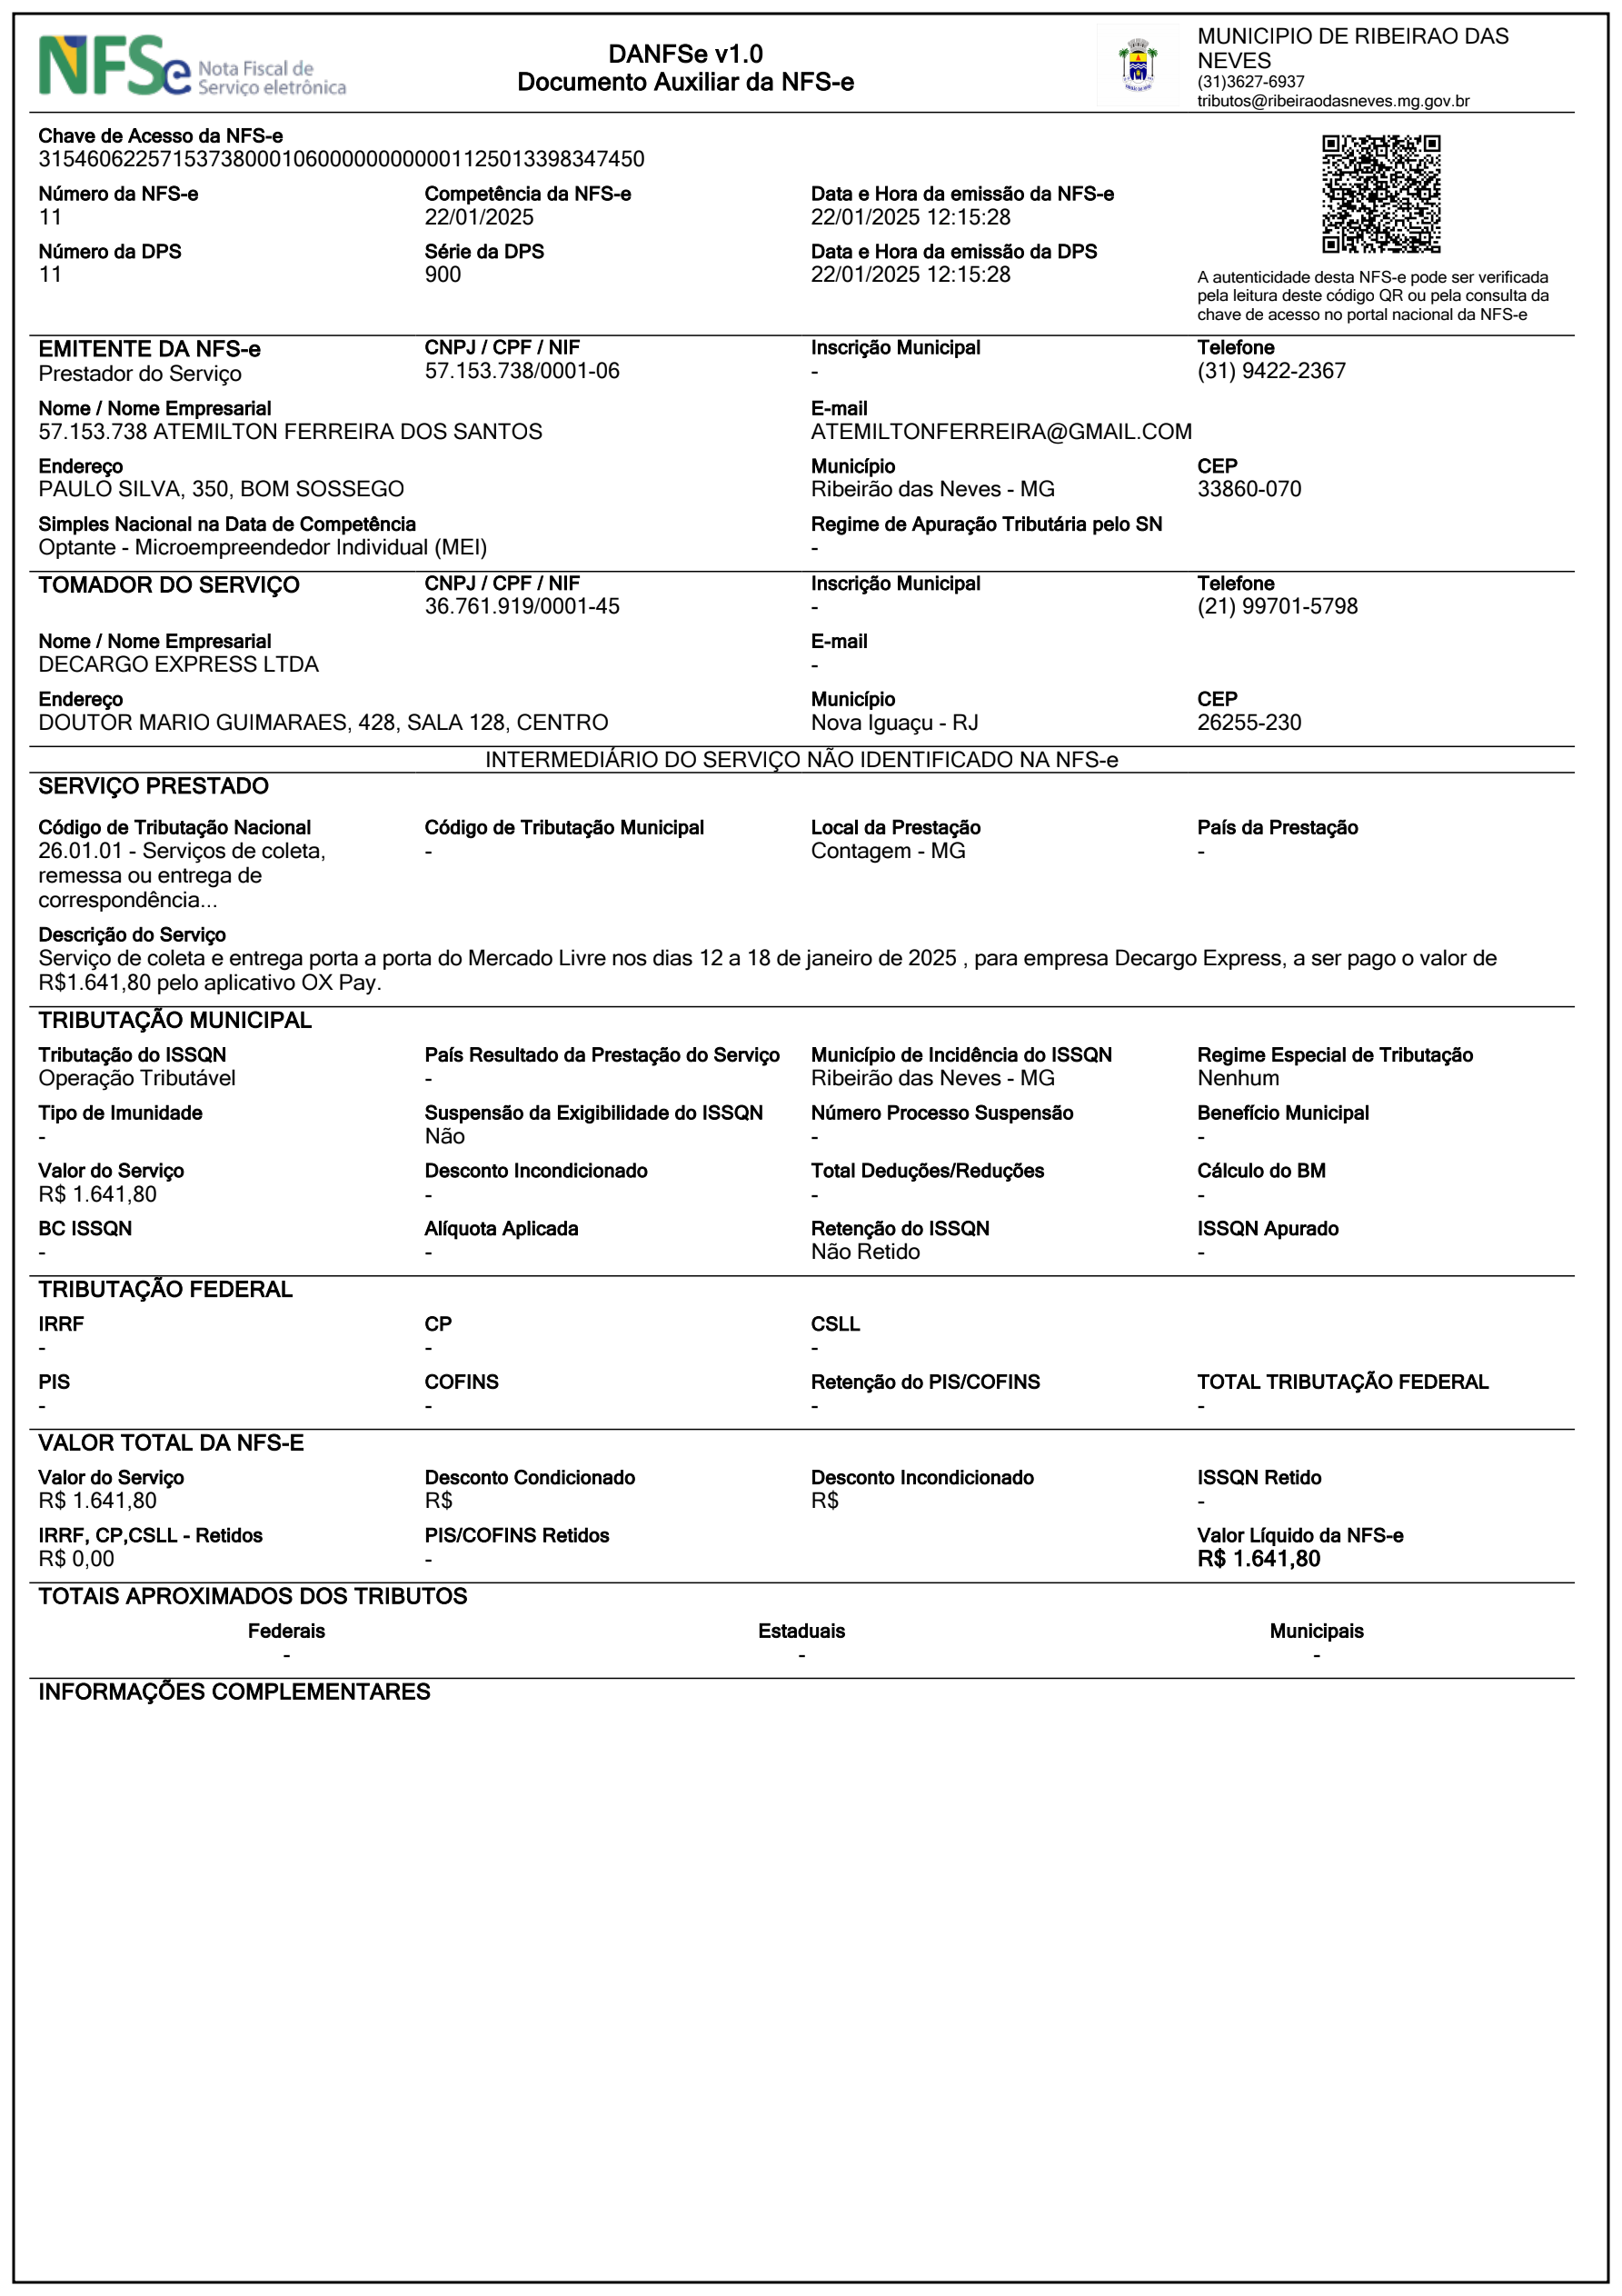 NFSe Nota Fiscal de
Serviço eletrônica
DANFSe v1.0
Documento Auxiliar da NFS-e
MUNICIPIO DE RIBEIRAO DAS
NEVES
(31)3627-6937
tributos@ribeiraodasneves.mg.gov.br
Chave de Acesso da NFS-e
31546062257153738000106000000000001125013398347450
Número da NFS-e Competência da NFS-e Data e Hora da emissão da NFS-e
11 22/01/2025 22/01/2025 12:15:28
Número da DPS Série da DPS Data e Hora da emissão da DPS
11 900 22/01/2025 12:15:28
A autenticidade desta NFS-e pode ser verificada
pela leitura deste código QR ou pela consulta da
chave de acesso no portal nacional da NFS-e
EMITENTE DA NFS-e CNPJ / CPF / NIF Inscrição Municipal Telefone
Prestador do Serviço 57.153.738/0001-06 - (31) 9422-2367
Nome / Nome Empresarial E-mail
57.153.738 ATEMILTON FERREIRA DOS SANTOS ATEMILTONFERREIRA@GMAIL.COM
Endereço Município CEP
PAULO SILVA, 350, BOM SOSSEGO Ribeirão das Neves - MG 33860-070
Simples Nacional na Data de Competência Regime de Apuração Tributária pelo SN
Optante - Microempreendedor Individual (MEI) -
TOMADOR DO SERVIÇO CNPJ / CPF / NIF Inscrição Municipal Telefone
36.761.919/0001-45 - (21) 99701-5798
Nome / Nome Empresarial E-mail
DECARGO EXPRESS LTDA -
Endereço Município CEP
DOUTOR MARIO GUIMARAES, 428, SALA 128, CENTRO Nova Iguaçu - RJ 26255-230
INTERMEDIÁRIO DO SERVIÇO NÃO IDENTIFICADO NA NFS-e
SERVIÇO PRESTADO
Código de Tributação Nacional Código de Tributação Municipal Local da Prestação País da Prestação
26.01.01 - Serviços de coleta, - Contagem - MG -
remessa ou entrega de
correspondência...
Descrição do Serviço
Serviço de coleta e entrega porta a porta do Mercado Livre nos dias 12 a 18 de janeiro de 2025 , para empresa Decargo Express, a ser pago o valor de
R$1.641,80 pelo aplicativo OX Pay.
TRIBUTAÇÃO MUNICIPAL
Tributação do ISSQN País Resultado da Prestação do Serviço Município de Incidência do ISSQN Regime Especial de Tributação
Operação Tributável - Ribeirão das Neves - MG Nenhum
Tipo de Imunidade Suspensão da Exigibilidade do ISSQN Número Processo Suspensão Benefício Municipal
- Não - -
Valor do Serviço Desconto Incondicionado Total Deduções/Reduções Cálculo do BM
R$ 1.641,80 - - -
BC ISSQN Alíquota Aplicada Retenção do ISSQN ISSQN Apurado
- - Não Retido -
TRIBUTAÇÃO FEDERAL
IRRF CP CSLL
- - -
PIS COFINS Retenção do PIS/COFINS TOTAL TRIBUTAÇÃO FEDERAL
- - - -
VALOR TOTAL DA NFS-E
Valor do Serviço Desconto Condicionado Desconto Incondicionado ISSQN Retido
R$ 1.641,80 R$ R$ -
IRRF, CP,CSLL - Retidos PIS/COFINS Retidos Valor Líquido da NFS-e
R$ 0,00 - R$ 1.641,80
TOTAIS APROXIMADOS DOS TRIBUTOS
Federais Estaduais Municipais
- - -
INFORMAÇÕES COMPLEMENTARES